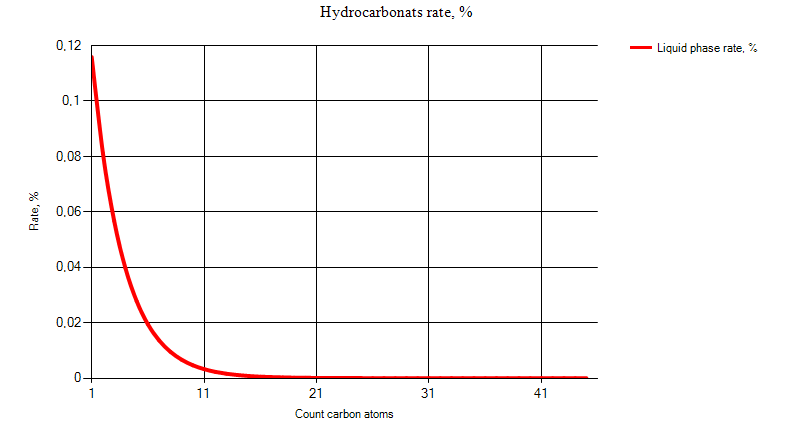 Hydrocarbonats rate, %
0,12
0,1
0,08
0,06
0,04
0,02
0
Rate, %
1 11 21 31 41
Count carbon atoms
Liquid phase rate, %